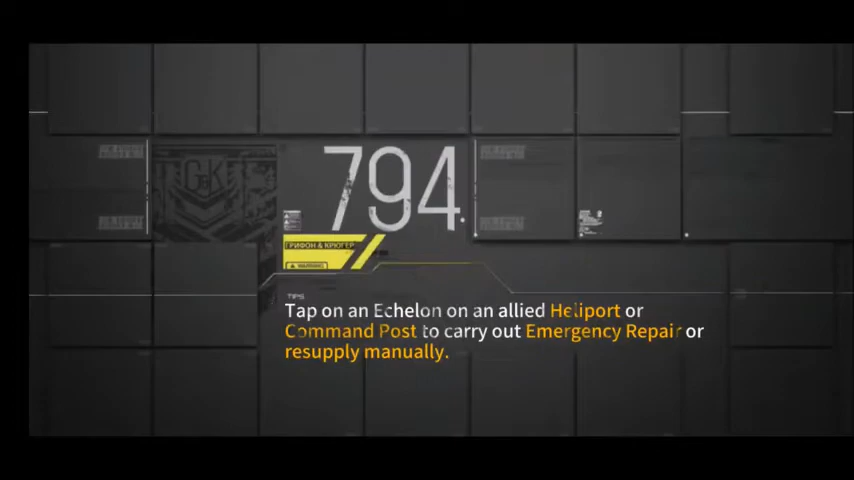 G&K
794
ГРИФОН & КРЮГЕР
WARNING
TIPS
Tap on an Echelon on an allied Heliport or
Command Post to carry out Emergency Repair or
resupply manually.